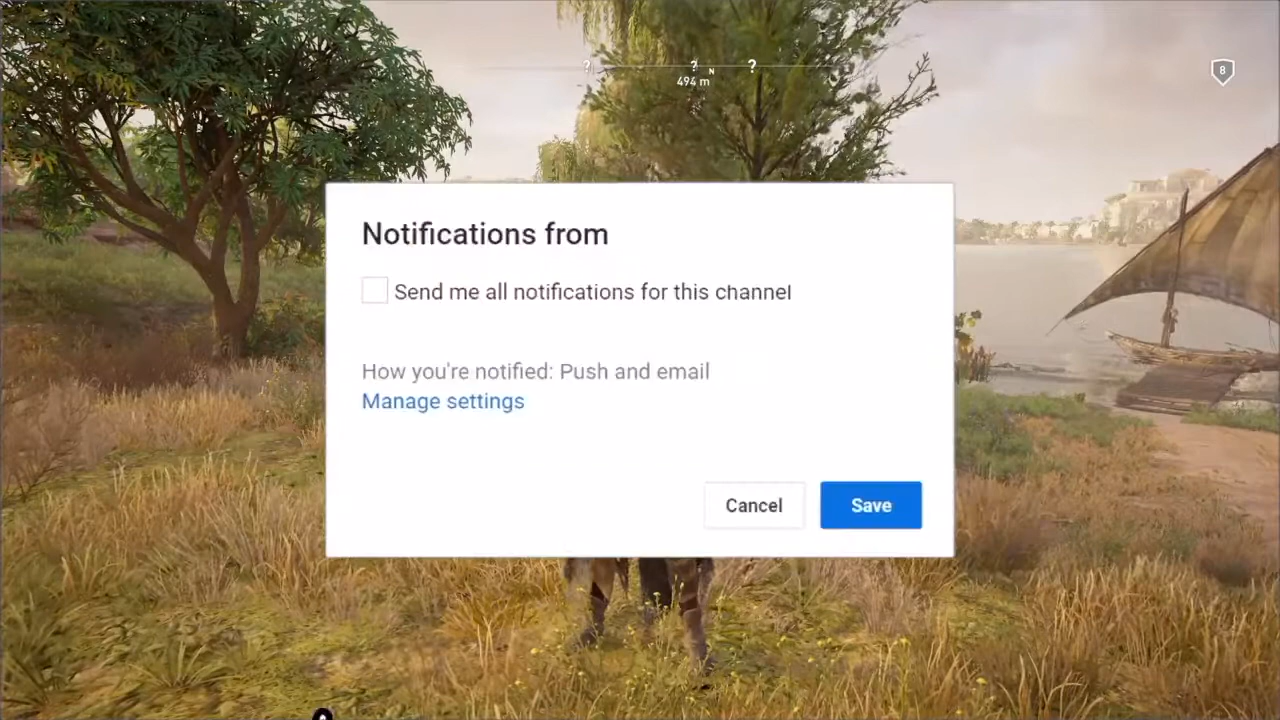 ? ? ?
N
494 m
8
Notifications from
Send me all notifications for this channel
How you're notified: Push and email
Manage settings
Cancel Save